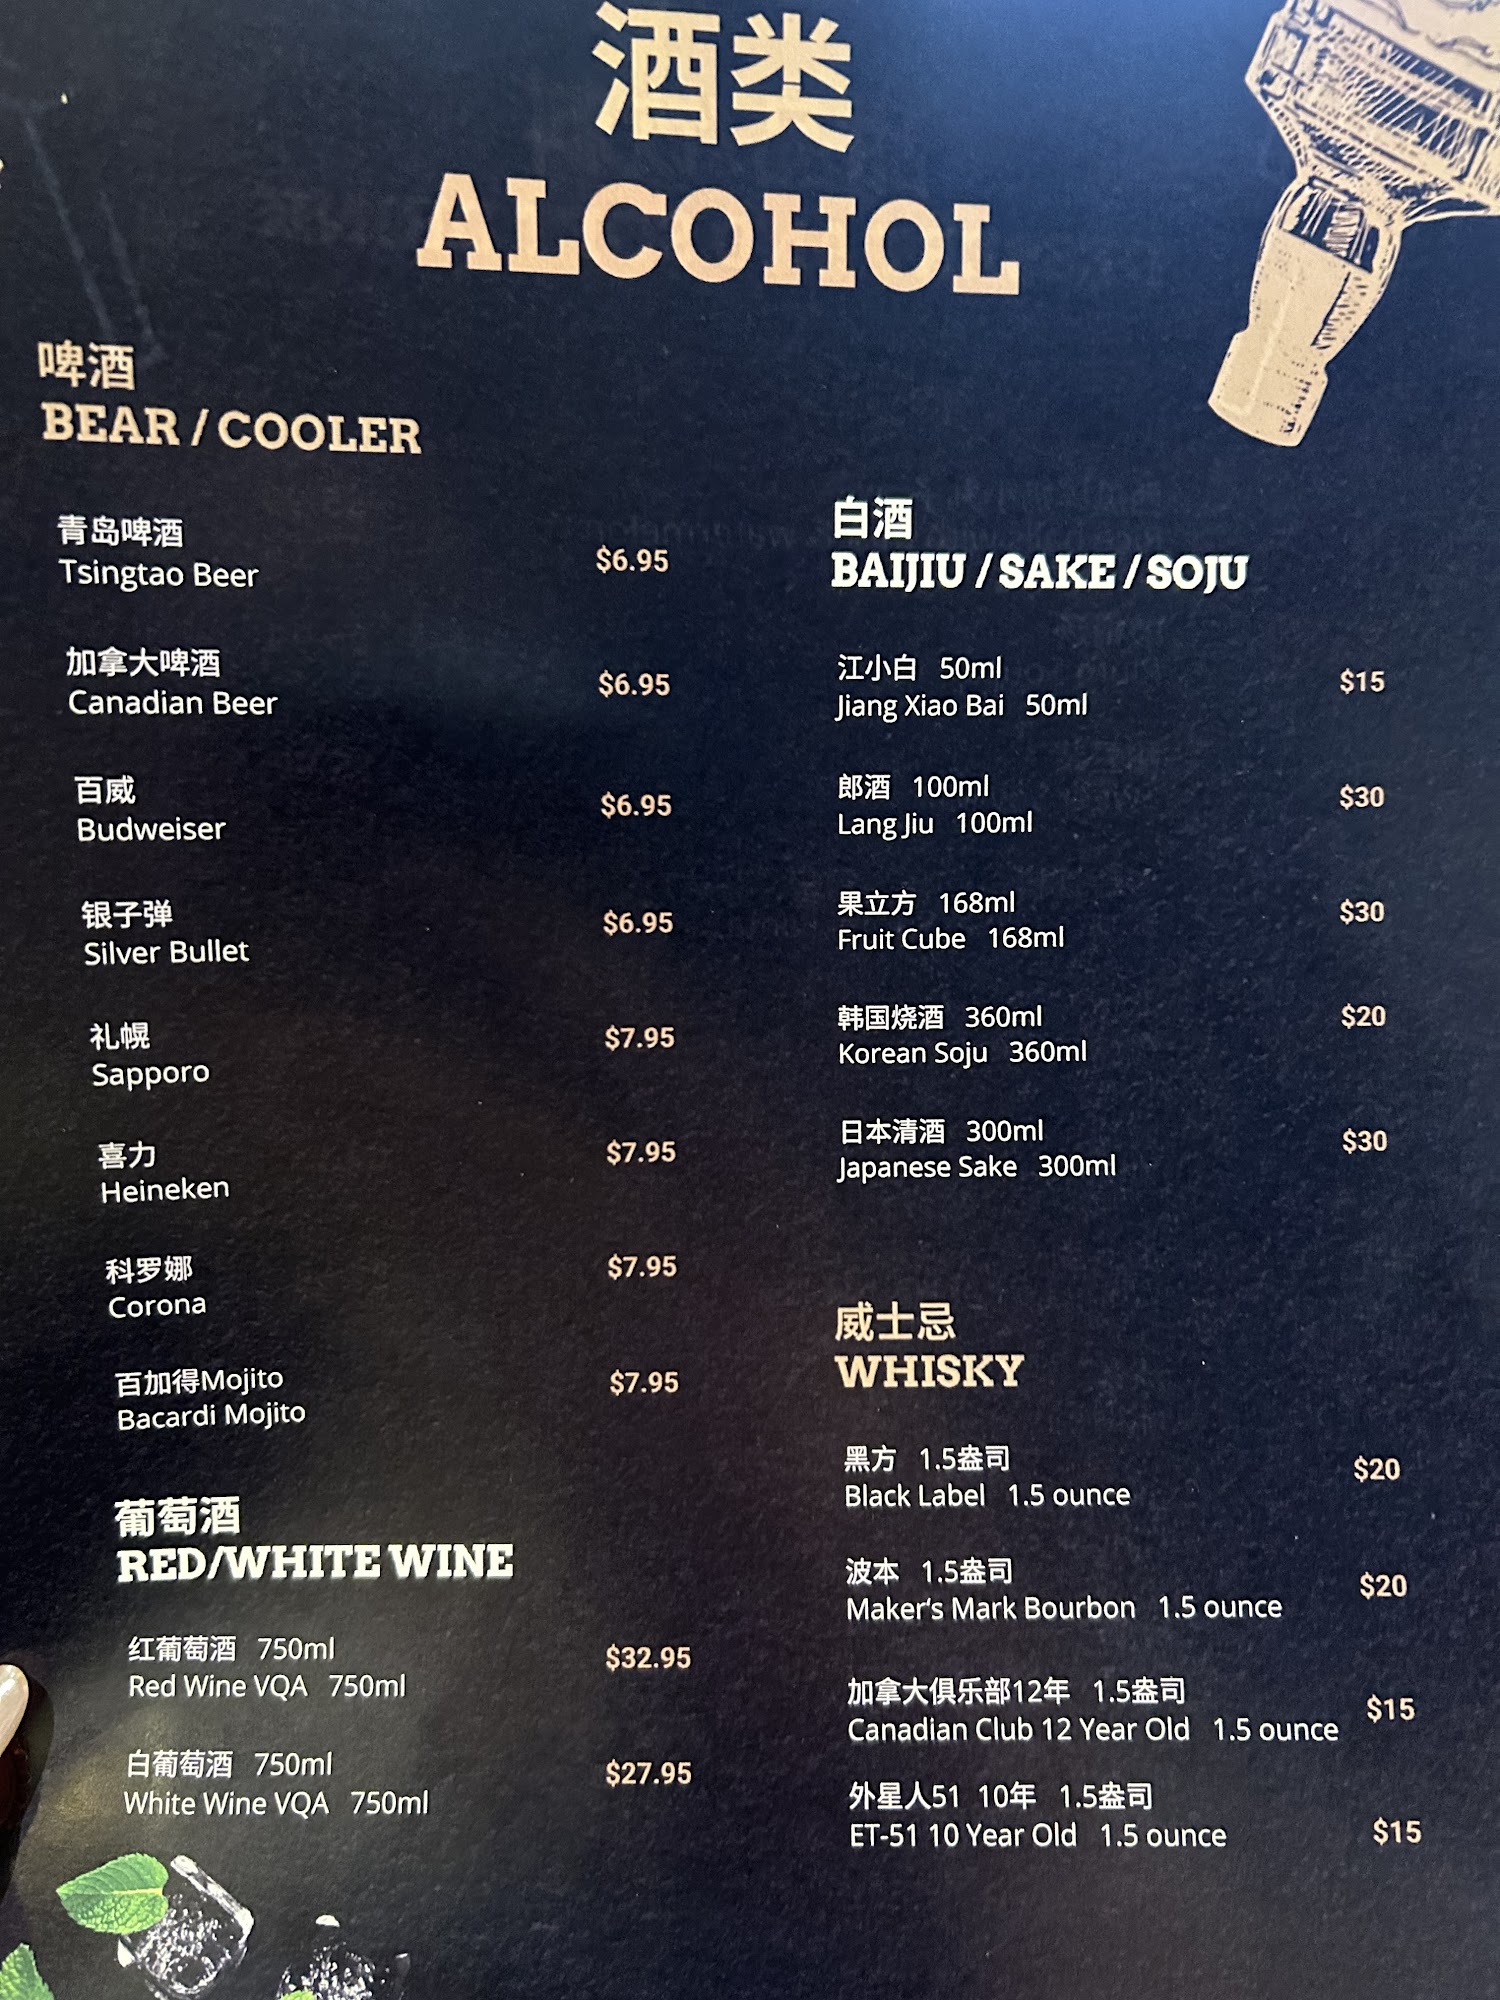 酒类
ALCOHOL
啤酒
BEAR / COOLER
青岛啤酒
Tsingtao Beer
$6.95
加拿大啤酒
Canadian Beer
$6.95
百威
Budweiser
$6.95
银子弹
Silver Bullet
$6.95
礼幌
Sapporo
$7.95
喜力
Heineken
$7.95
科罗娜
Corona
$7.95
百加得Mojito
Bacardi Mojito
$7.95
葡萄酒
RED/WHITE WINE
红葡萄酒 750ml
Red Wine VQA 750ml
$32.95
白葡萄酒 750ml
White Wine VQA 750ml
$27.95
白酒
BAIJIU / SAKE / SOJU
江小白 50ml
Jiang Xiao Bai 50ml
$15
郎酒 100ml
Lang Jiu 100ml
$30
果立方 168ml
Fruit Cube 168ml
$30
韩国烧酒 360ml
Korean Soju 360ml
$20
日本清酒 300ml
Japanese Sake 300ml
$30
威士忌
WHISKY
黑方 1.5盎司
Black Label 1.5 ounce
$20
波本 1.5盎司
Maker's Mark Bourbon 1.5 ounce
$20
加拿大俱乐部12年 1.5盎司
Canadian Club 12 Year Old 1.5 ounce
$15
外星人51 10年 1.5盎司
ET-51 10 Year Old 1.5 ounce
$15